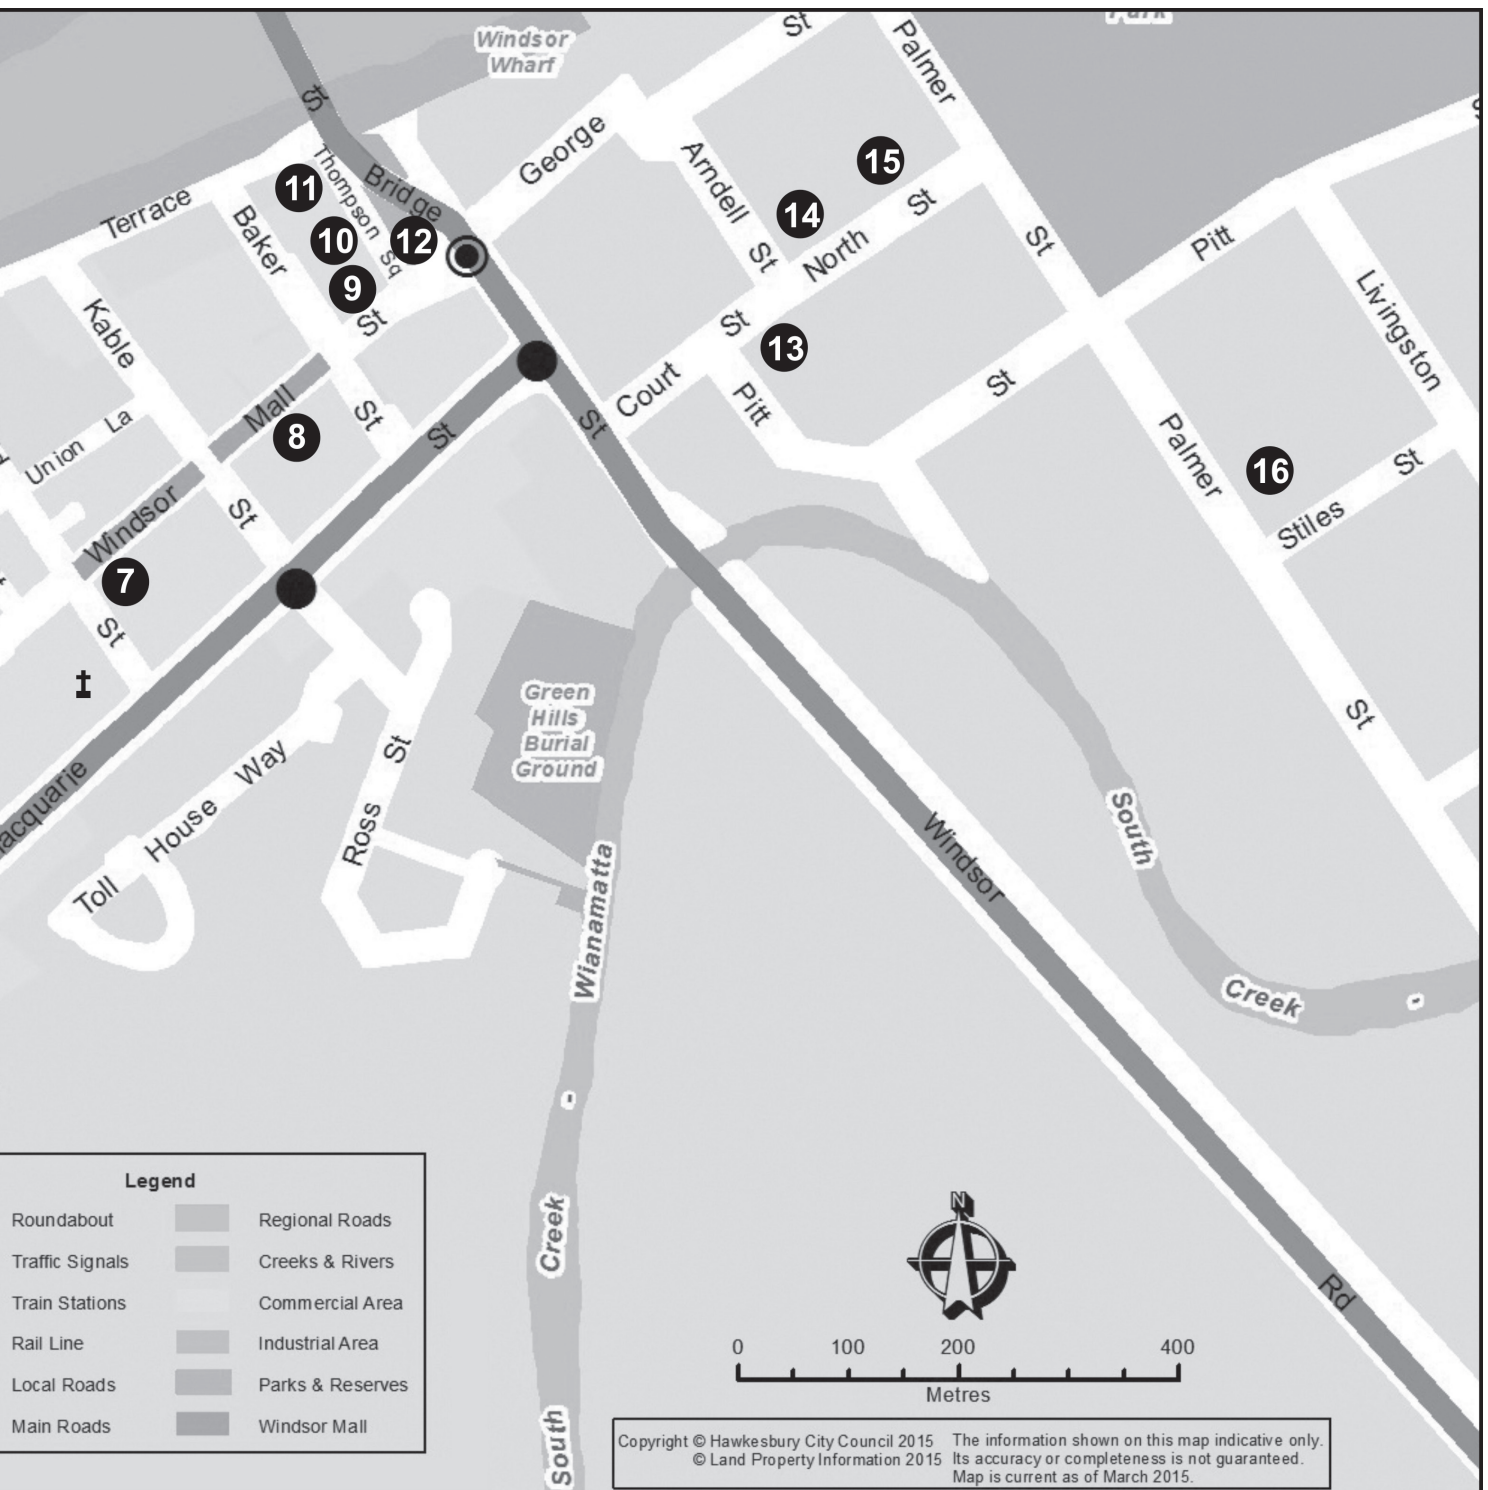 Windsor
Wharf
St
Palmer
St
George
Bridge
Thompson
Sq
Terrace
Baker
Arndell
St
11
10
12
9
15
14
North
St
St
Pitt
Kable
St
St
13
Court
Livingston
Mall
8
St
St
St
Pitt
St
Union La
Palmer
St
16
Stiles
Windsor
St
7
St
Green
Hills
Burial
Ground
St
House
Way
Toll
Ross
South
Windsor
Wianamatta
Creek
-
-
Creek
South
Rd
N
Legend
Roundabout
Regional Roads
Traffic Signals
Creeks & Rivers
Train Stations
Commercial Area
Rail Line
Industrial Area
Local Roads
Parks & Reserves
Main Roads
Windsor Mall
0 100 200 400
Metres
Copyright © Hawkesbury City Council 2015
© Land Property Information 2015
The information shown on this map indicative only.
Its accuracy or completeness is not guaranteed.
Map is current as of March 2015.